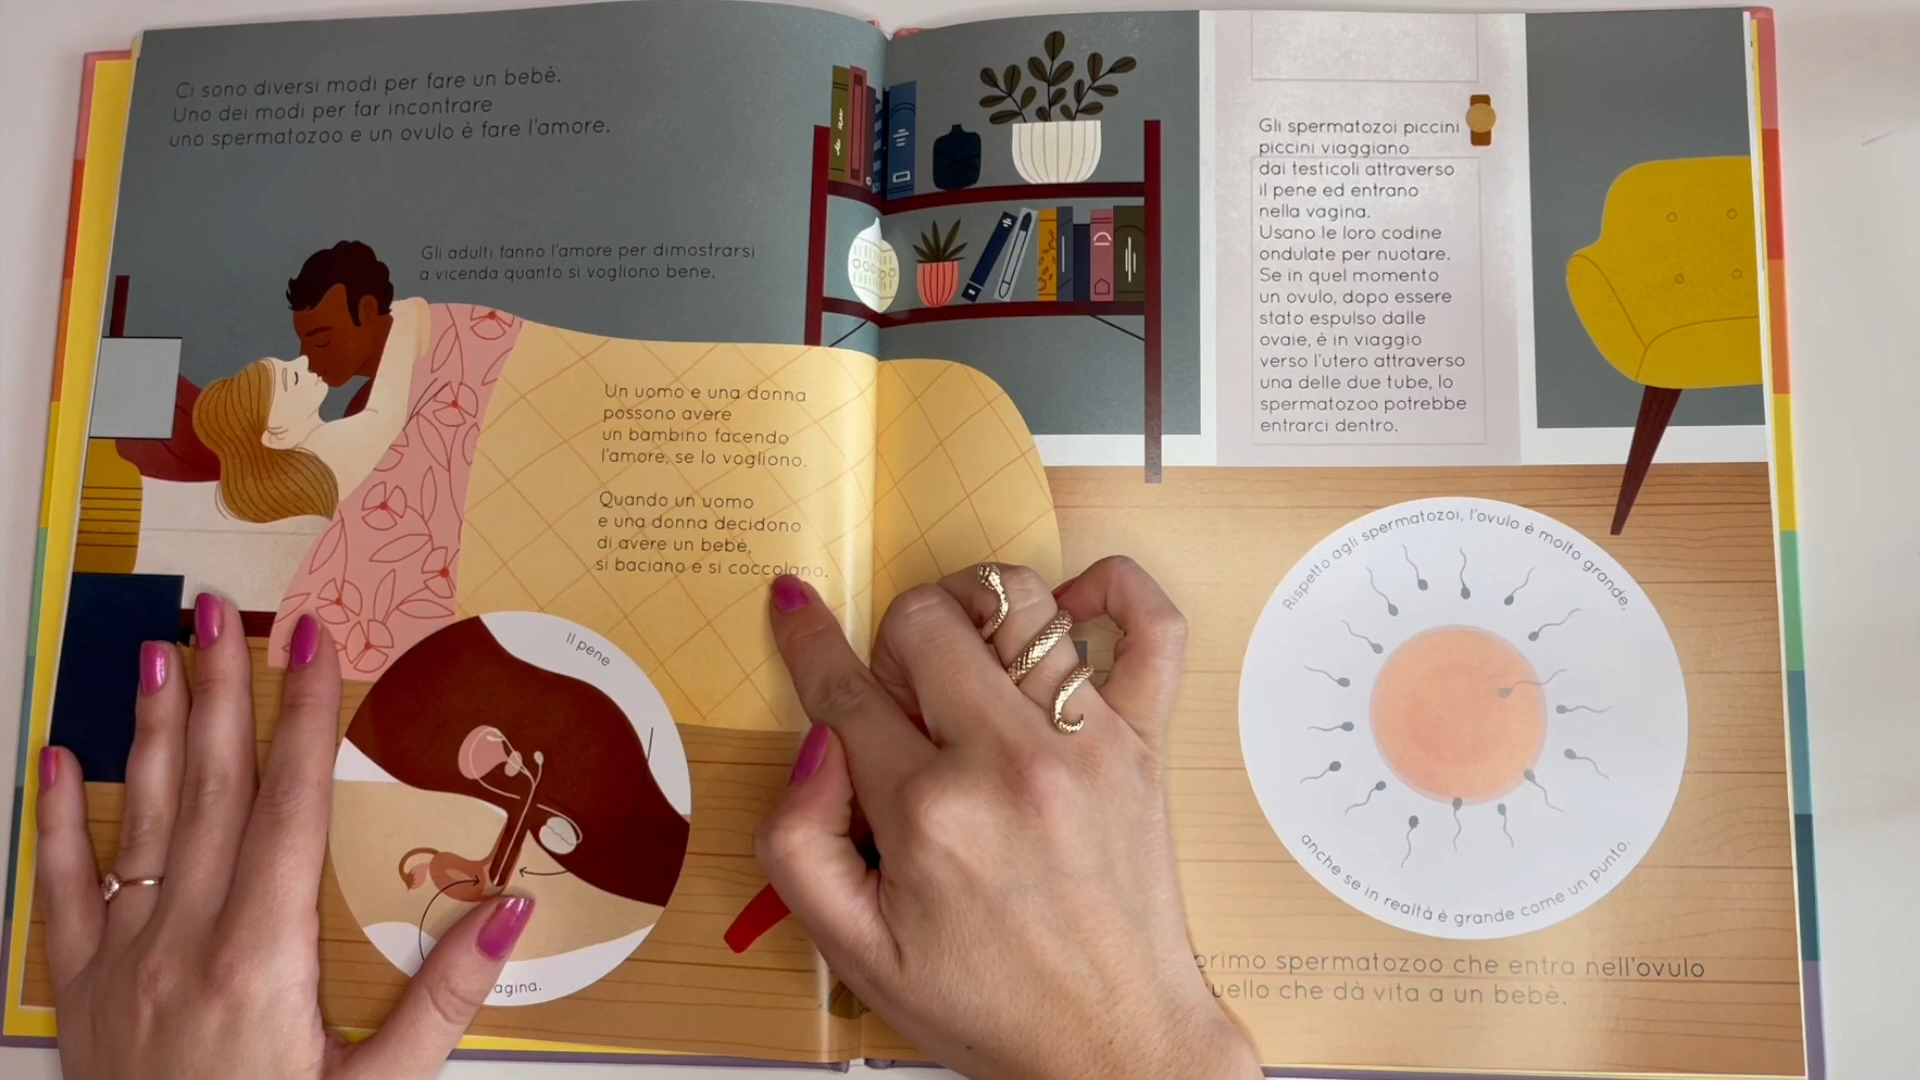 Ci sono diversi modi per fare un bebè.
Uno dei modi per far incontrare
uno spermatozoo e un ovulo è fare l'amore.
Gli adulti fanno l'amore per dimostrarsi
a vicenda quanto si vogliono bene.
Un uomo e una donna
possono avere
un bambino facendo
l'amore, se lo vogliono.
Quando un uomo
e una donna decidono
di avere un bebè,
si baciano e si coccolano.
Il pene
agina.
Gli spermatozoi piccini
piccini viaggiano
dai testicoli attraverso
il pene ed entrano
nella vagina.
Usano le loro codine
ondulate per nuotare.
Se in quel momento
un ovulo, dopo essere
stato espulso dalle
ovaie, è in viaggio
verso l'utero attraverso
una delle due tube, lo
spermatozoo potrebbe
entrarci dentro.
Rispetto agli spermatozoi, l'ovulo è molto grande,
anche se in realtà è grande come un punto.
primo spermatozoo che entra nell'ovulo
uello che dà vita a un bebè.